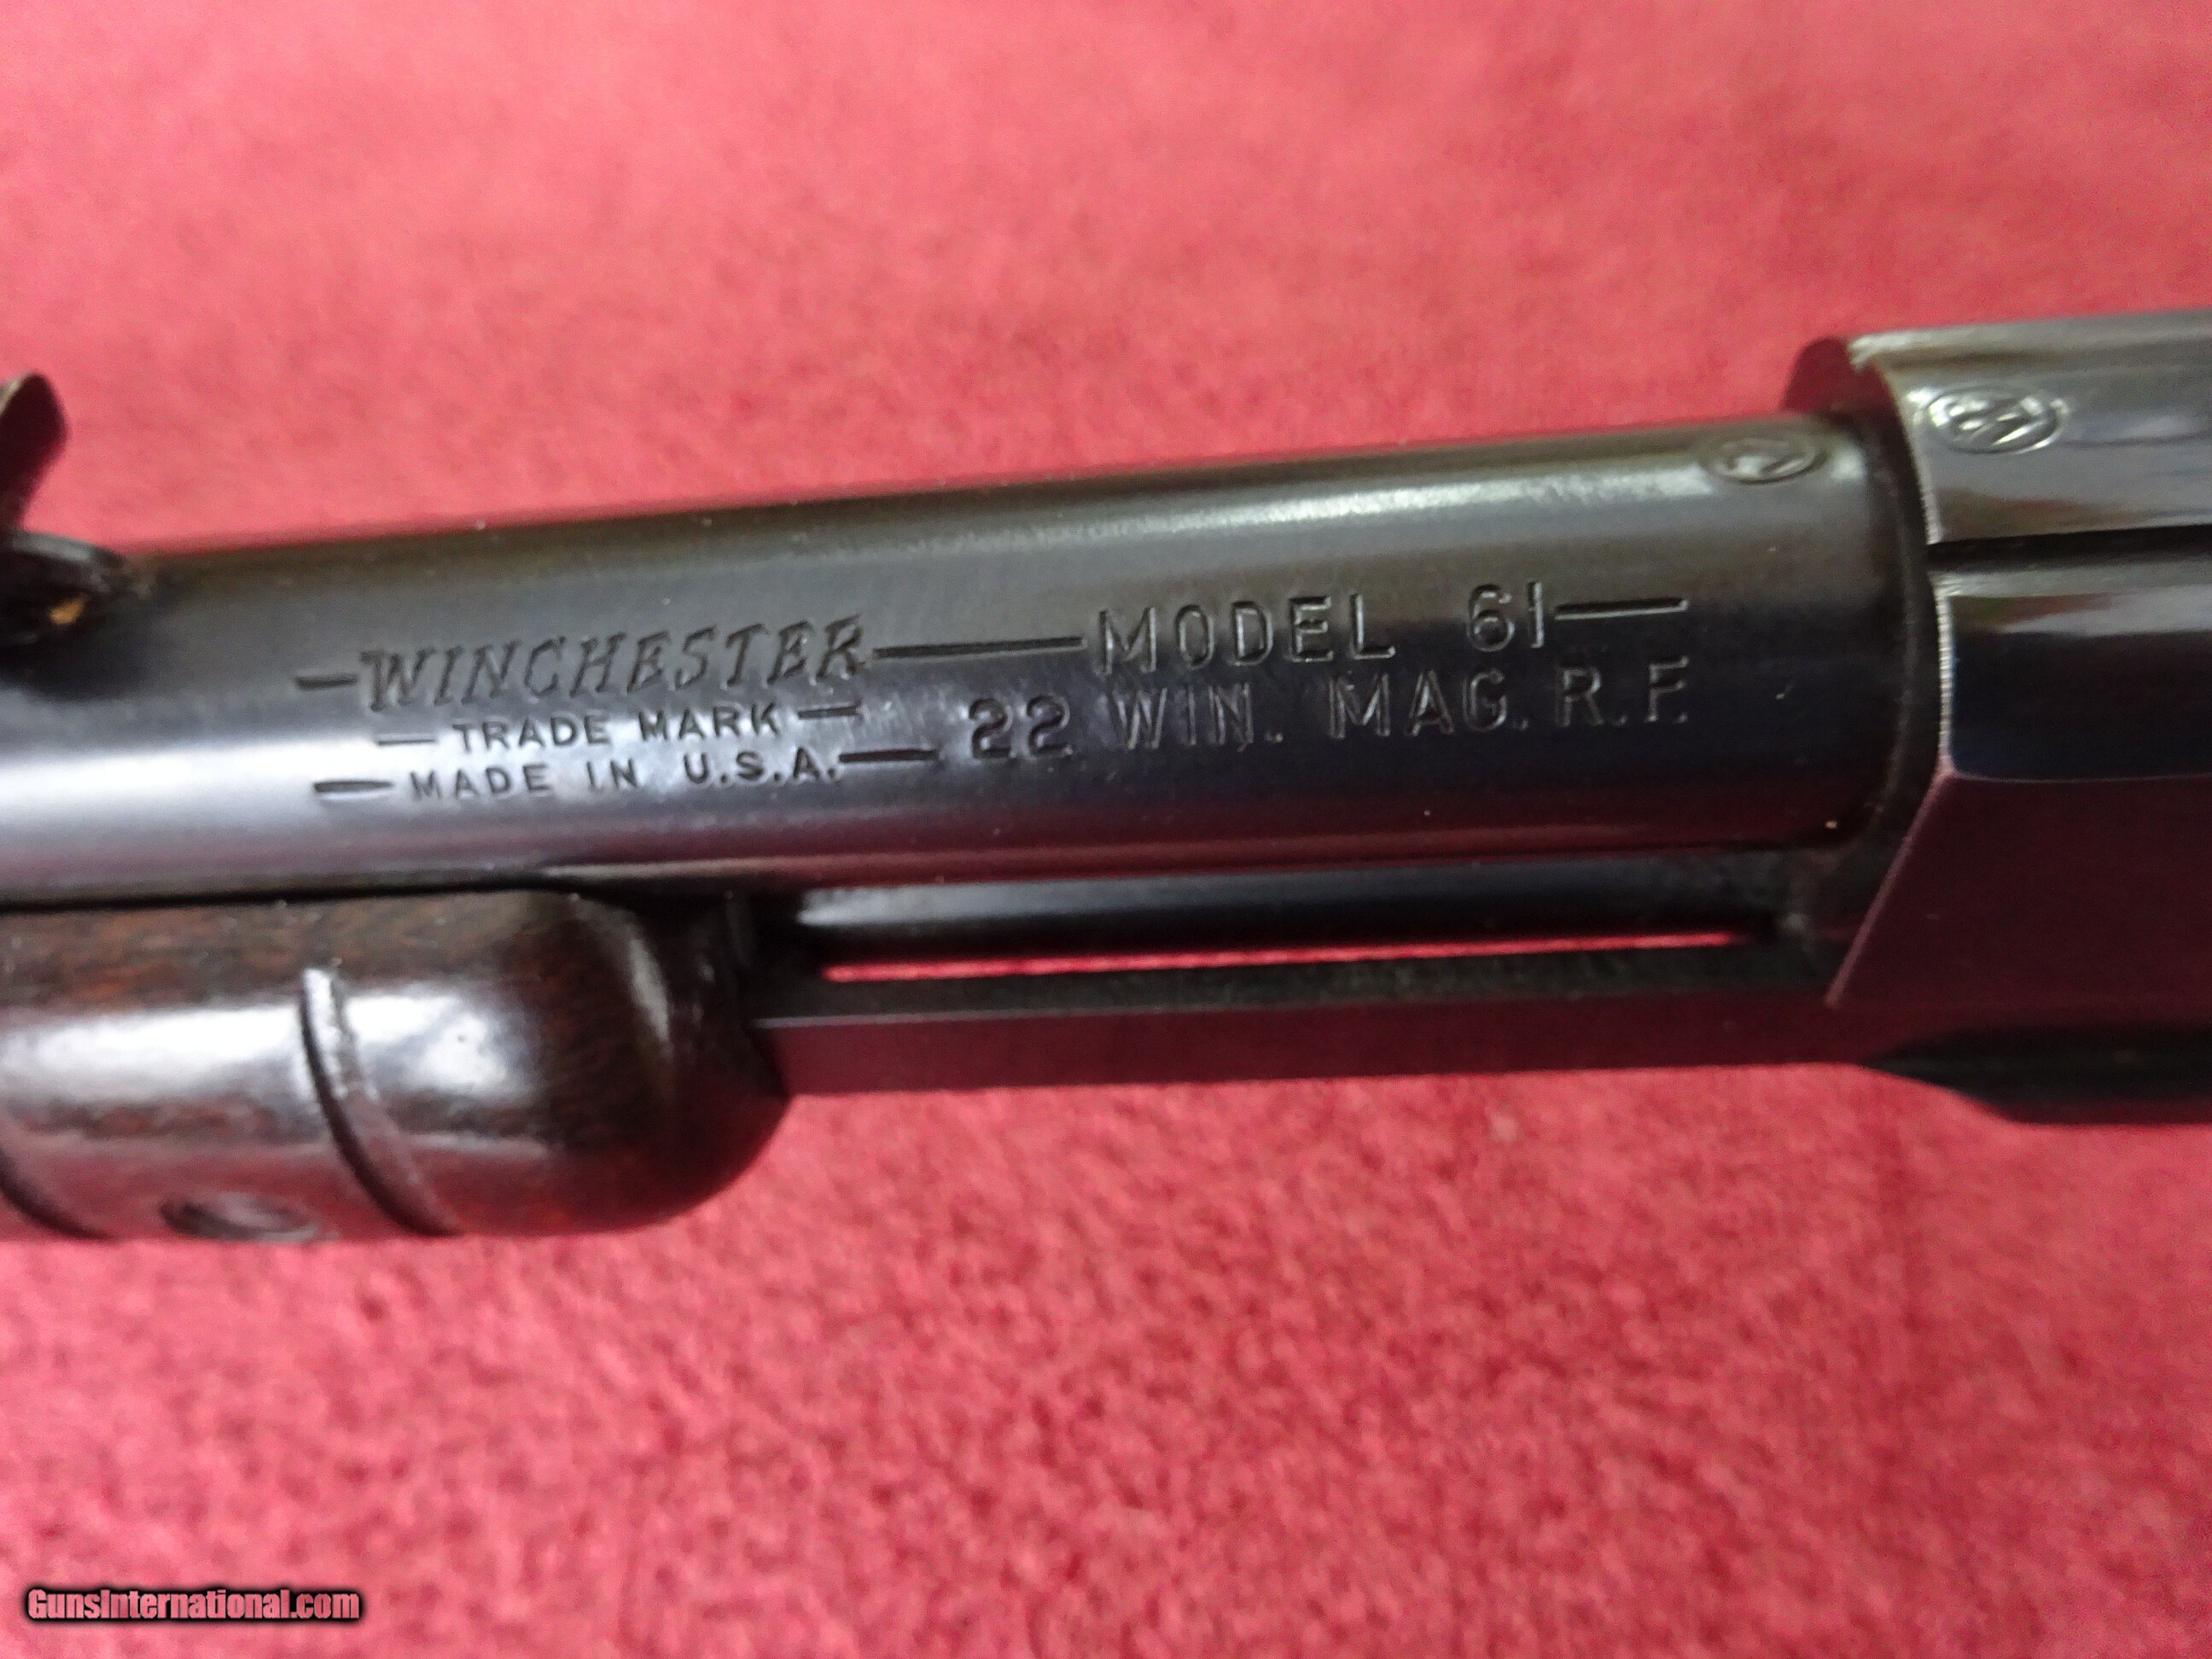 —WINCHESTER——MODEL 61—
—TRADE MARK—
—MADE IN U.S.A.—22 WIN. MAG. R.F.
GunsInternational.com